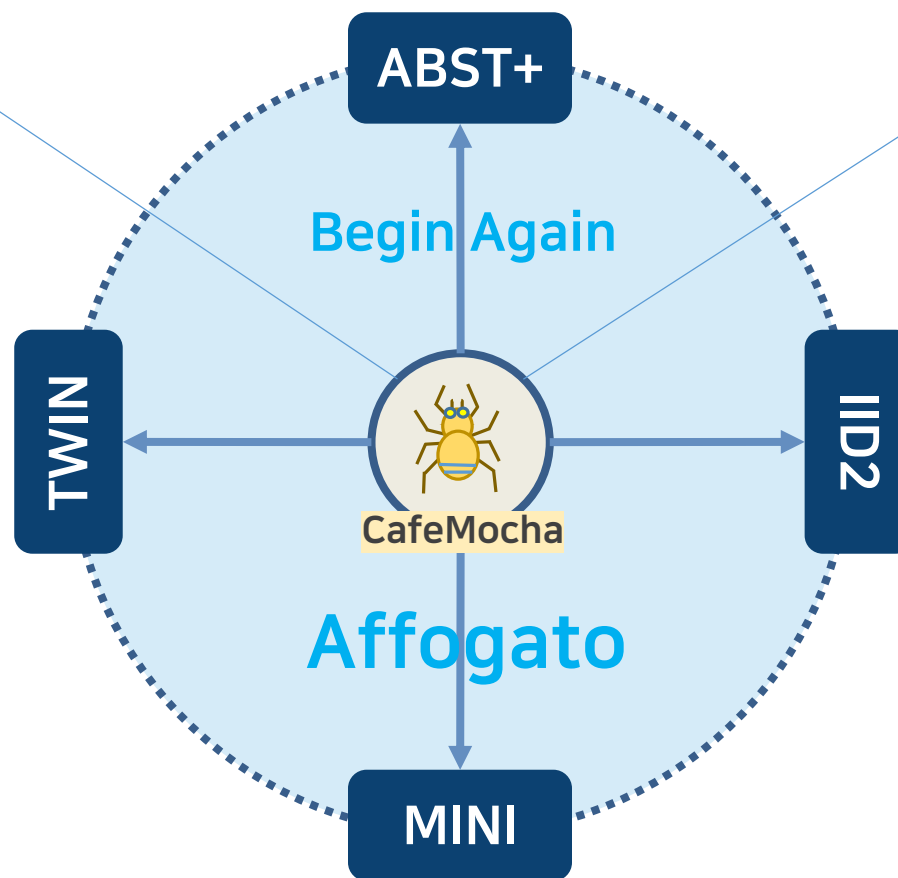 ABST+
Begin Again
TWIN
IID2
CafeMocha
Affogato
MINI